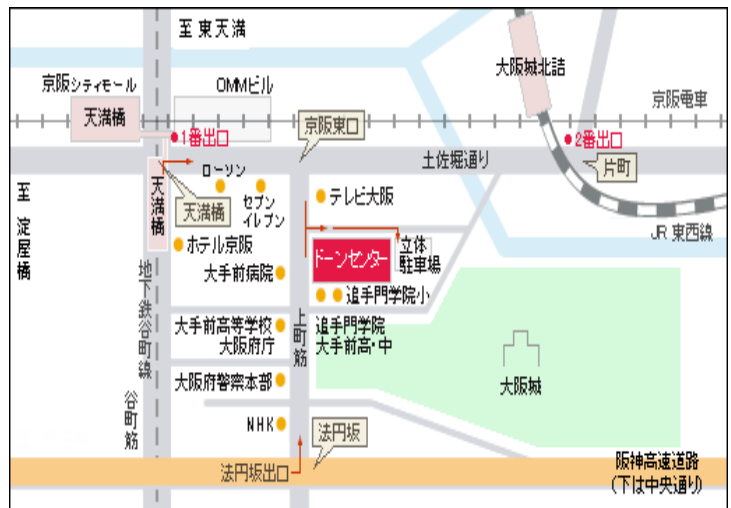 至 東天満
大阪城北詰
京阪シティモール
OMMビル
京阪電車
天満橋
1番出口
京阪東口
2番出口
土佐堀通り
片町
ローソン
天満橋
至 淀屋橋
セブン
イレブン
天満橋
テレビ大阪
JR 東西線
ホテル京阪
ドーンセンター
立体
駐車場
大手前病院
追手門学院小
地下鉄谷町線
大手前高等学校
大阪府庁
上町筋
追手門学院
大手前高・中
大阪城
大阪府警察本部
谷町筋
NHK
法円坂
法円坂出口
阪神高速道路
(下は中央通り)